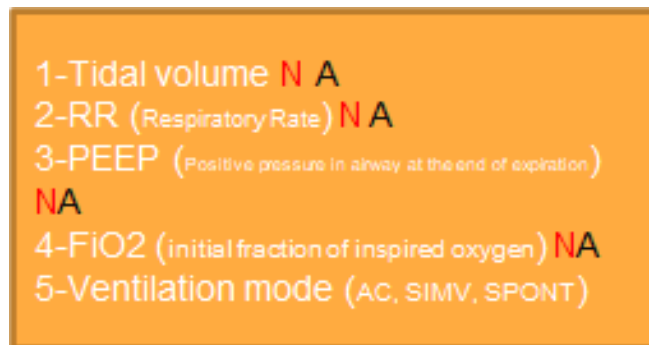 1-Tidal volume N A
2-RR (Respiratory Rate) N A
3-PEEP (Positive pressure in airway at the end of expiration)
NA
4-FiO2 (initial fraction of inspired oxygen) NA
5-Ventilation mode (AC, SIMV, SPONT)